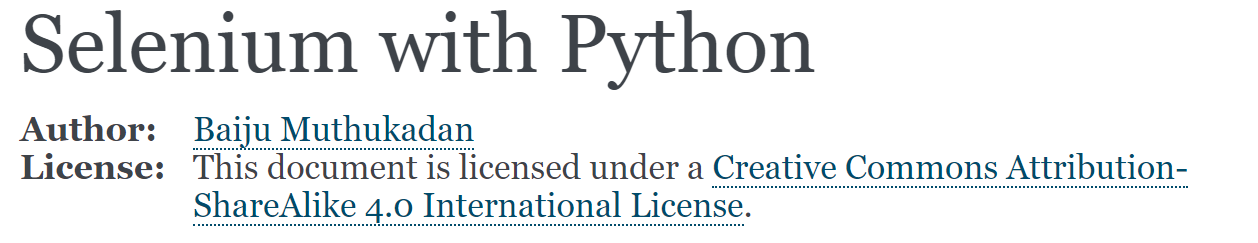 Selenium with Python
Author: Baiju Muthukadan
License: This document is licensed under a Creative Commons Attribution-
ShareAlike 4.0 International License.